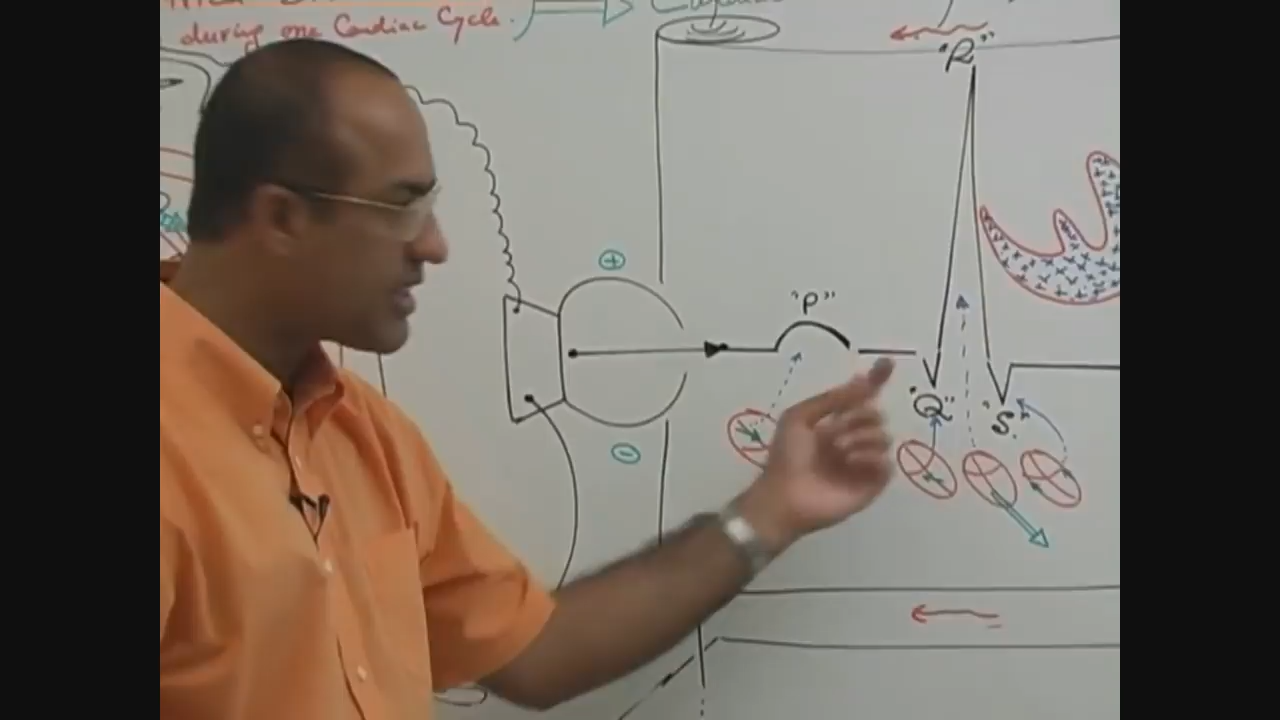 during one Cardiac Cycle.
"R"
+
"P"
"Q"
"S"
-